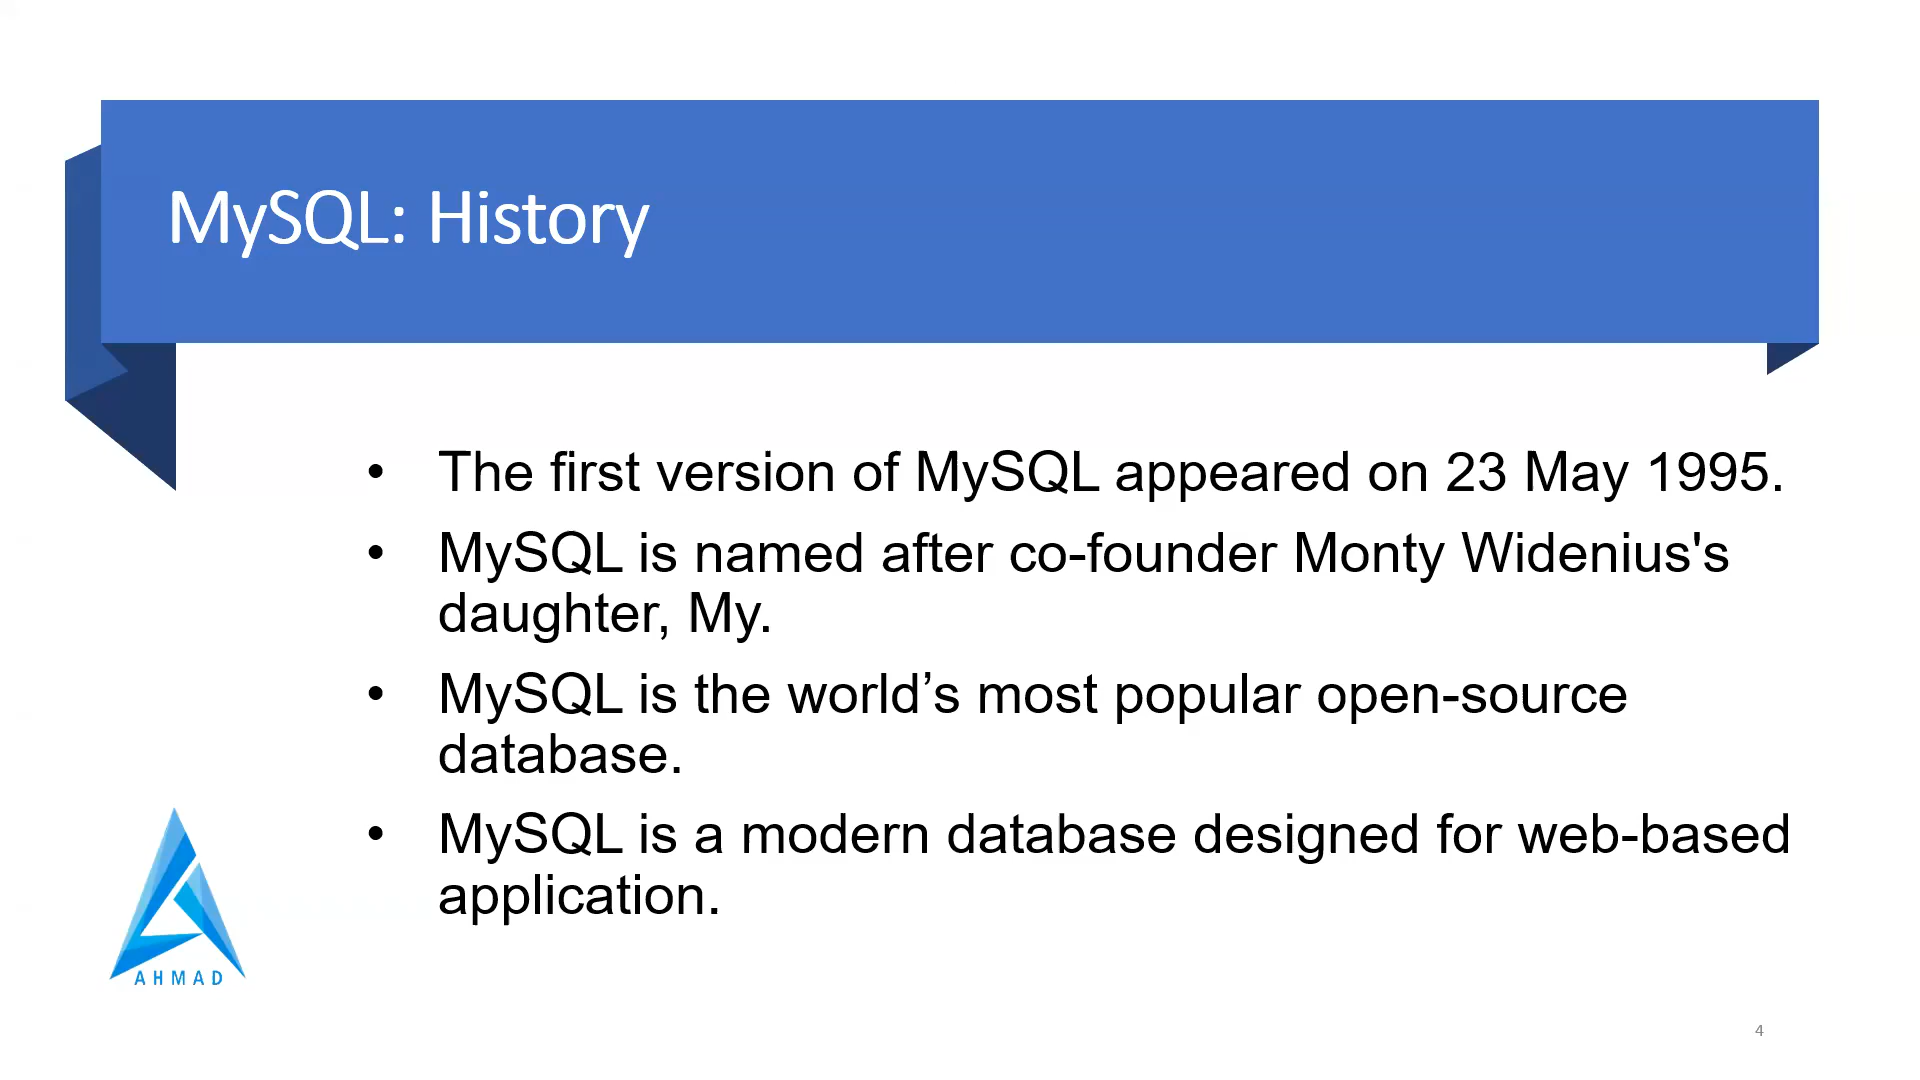 MySQL: History
• The first version of MySQL appeared on 23 May 1995.
• MySQL is named after co-founder Monty Widenius's
daughter, My.
• MySQL is the world’s most popular open-source
database.
• MySQL is a modern database designed for web-based
application.
AHMAD
4